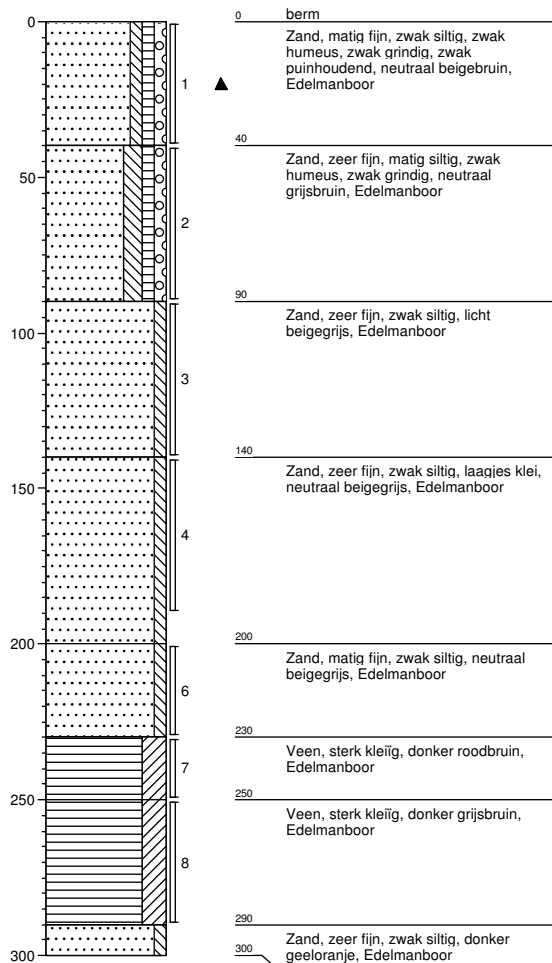 0
0
berm
Zand, matig fijn, zwak siltig, zwak
humeus, zwak grindig, zwak
puinhoudend, neutraal beigebruin,
Edelmanboor
1
40
Zand, zeer fijn, matig siltig, zwak
humeus, zwak grindig, neutraal
grijsbruin, Edelmanboor
50
2
90
Zand, zeer fijn, zwak siltig, licht
beigegrijs, Edelmanboor
100
3
140
Zand, zeer fijn, zwak siltig, laagjes klei,
neutraal beigegrijs, Edelmanboor
150
4
200
200
Zand, matig fijn, zwak siltig, neutraal
beigegrijs, Edelmanboor
6
230
Veen, sterk kleiïg, donker roodbruin,
Edelmanboor
7
250
250
Veen, sterk kleiïg, donker grijsbruin,
Edelmanboor
8
290
Zand, zeer fijn, zwak siltig, donker
geeloranje, Edelmanboor
300
300